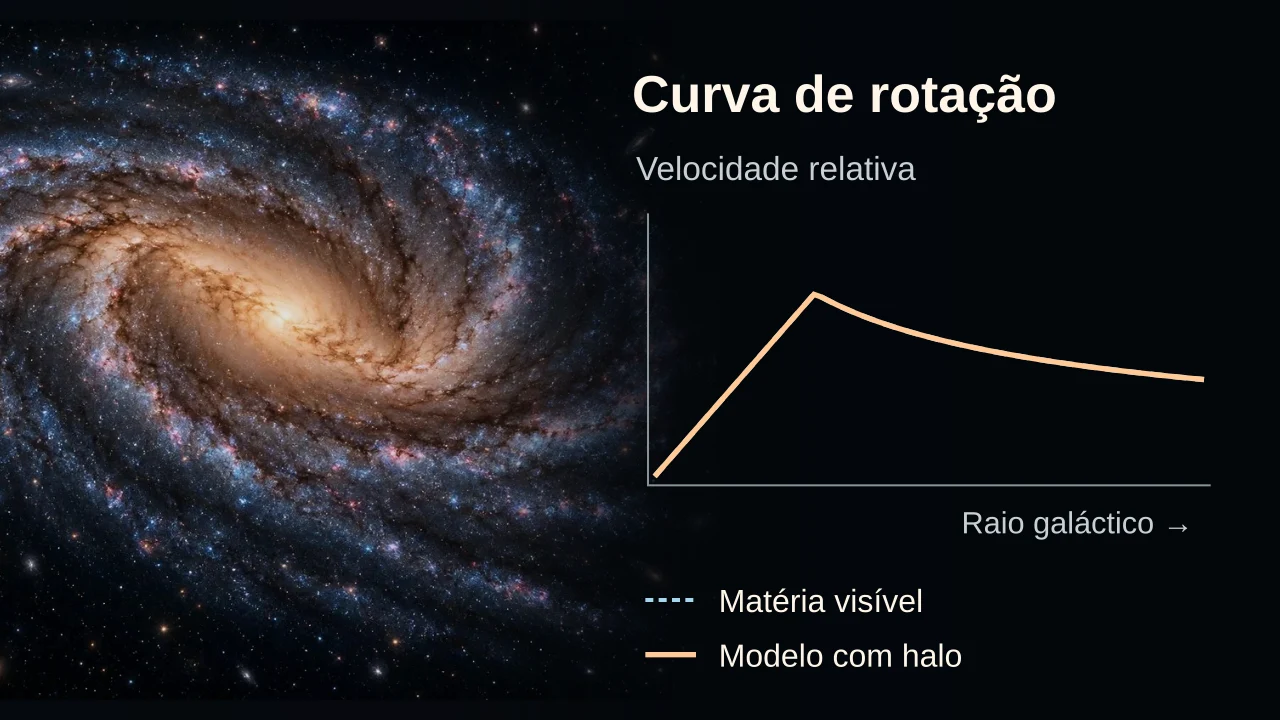 Curva de rotação
Velocidade relativa
Raio galáctico →
Matéria visível
Modelo com halo